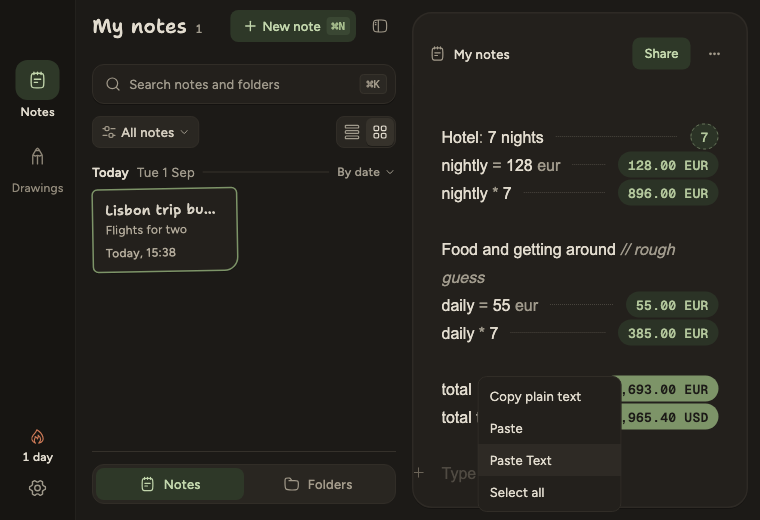 My notes 1
+ New note ⌘N
Notes
Drawings
Search notes and folders ⌘K
All notes
Today Tue 1 Sep
By date
Lisbon trip bu...
Flights for two
Today, 15:38
1 day
Notes
Folders
My notes
Share
Hotel: 7 nights 7
nightly = 128 eur 128.00 EUR
nightly * 7 896.00 EUR
Food and getting around // rough
guess
daily = 55 eur 55.00 EUR
daily * 7 385.00 EUR
total ,693.00 EUR
total ,965.40 USD
+ Type
Copy plain text
Paste
Paste Text
Select all